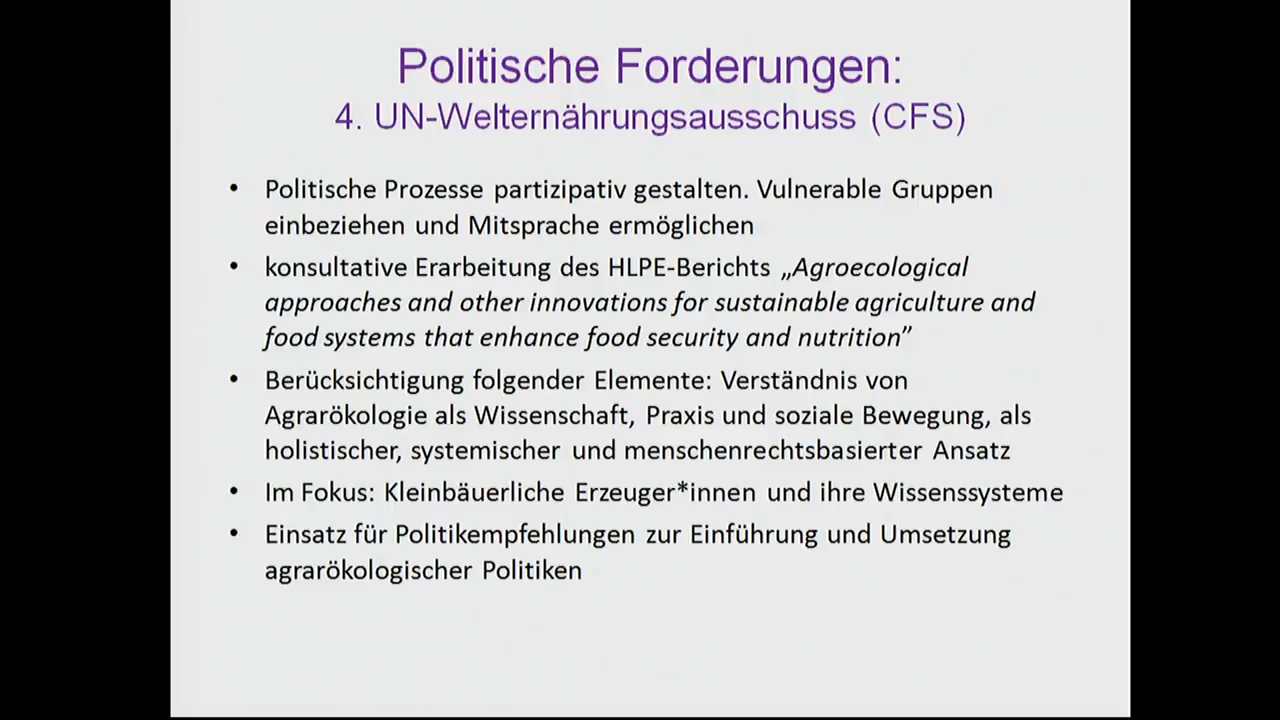 Politische Forderungen:
4. UN-Welternährungsausschuss (CFS)
• Politische Prozesse partizipativ gestalten. Vulnerable Gruppen
einbeziehen und Mitsprache ermöglichen
• konsultative Erarbeitung des HLPE-Berichts „Agroecological
approaches and other innovations for sustainable agriculture and
food systems that enhance food security and nutrition”
• Berücksichtigung folgender Elemente: Verständnis von
Agrarökologie als Wissenschaft, Praxis und soziale Bewegung, als
holistischer, systemischer und menschenrechtsbasierter Ansatz
• Im Fokus: Kleinbäuerliche Erzeuger*innen und ihre Wissenssysteme
• Einsatz für Politikempfehlungen zur Einführung und Umsetzung
agrarökologischer Politiken